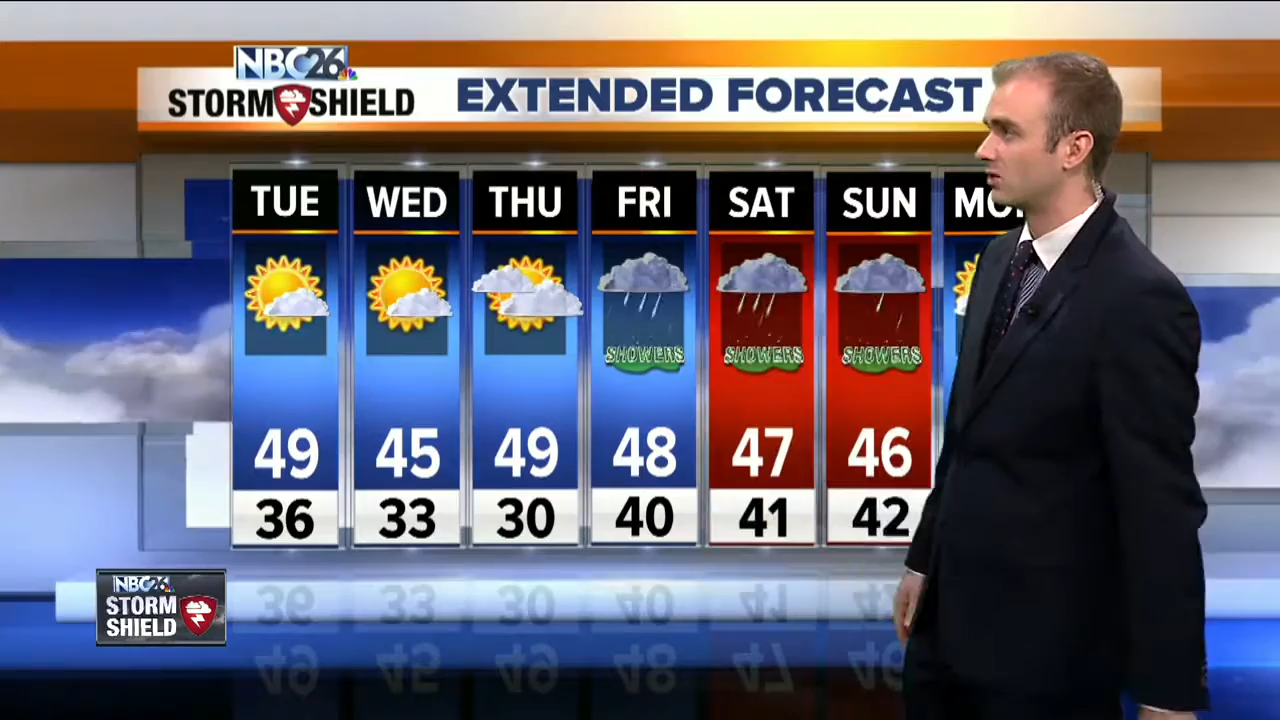 NBC26
STORM SHIELD
EXTENDED FORECAST
TUE WED THU FRI SAT SUN
SHOWERS SHOWERS SHOWERS
49 45 49 48 47 46
36 33 30 40 41 42
NBC26
STORM
SHIELD